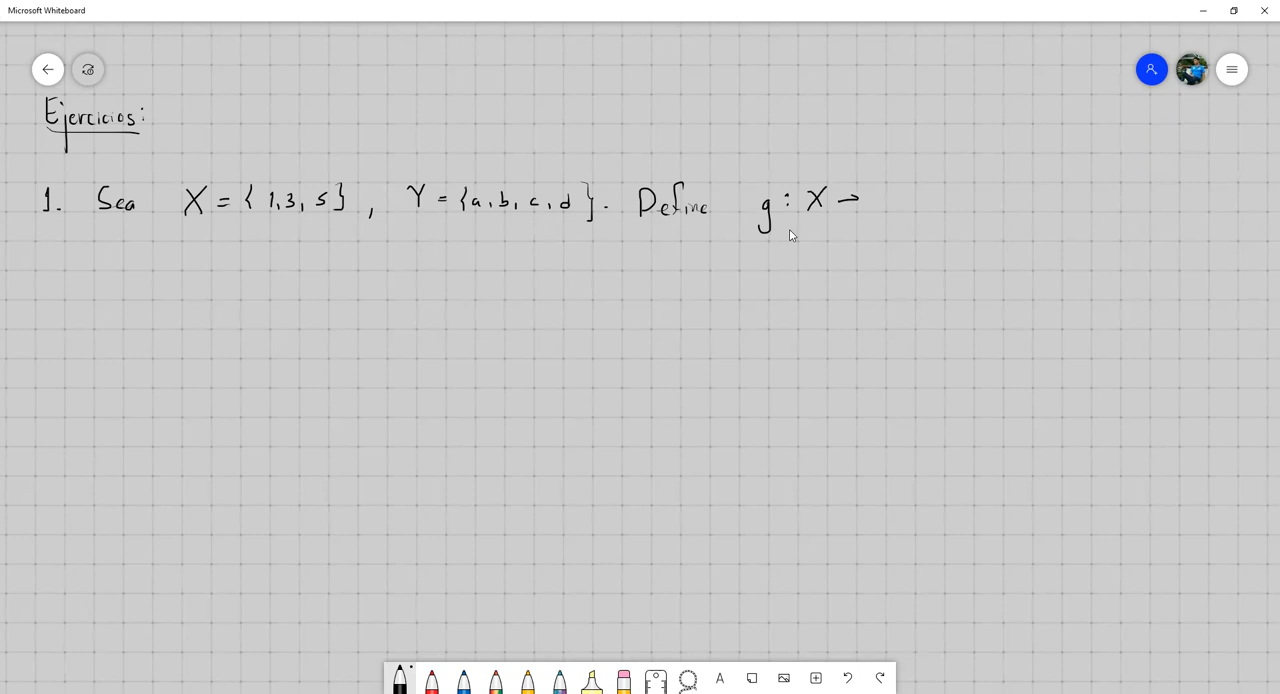 Microsoft Whiteboard
Ejercicios:
1. Sea X = { 1,3, 5 } , Y = {a, b, c, d }. Define g : X →
A